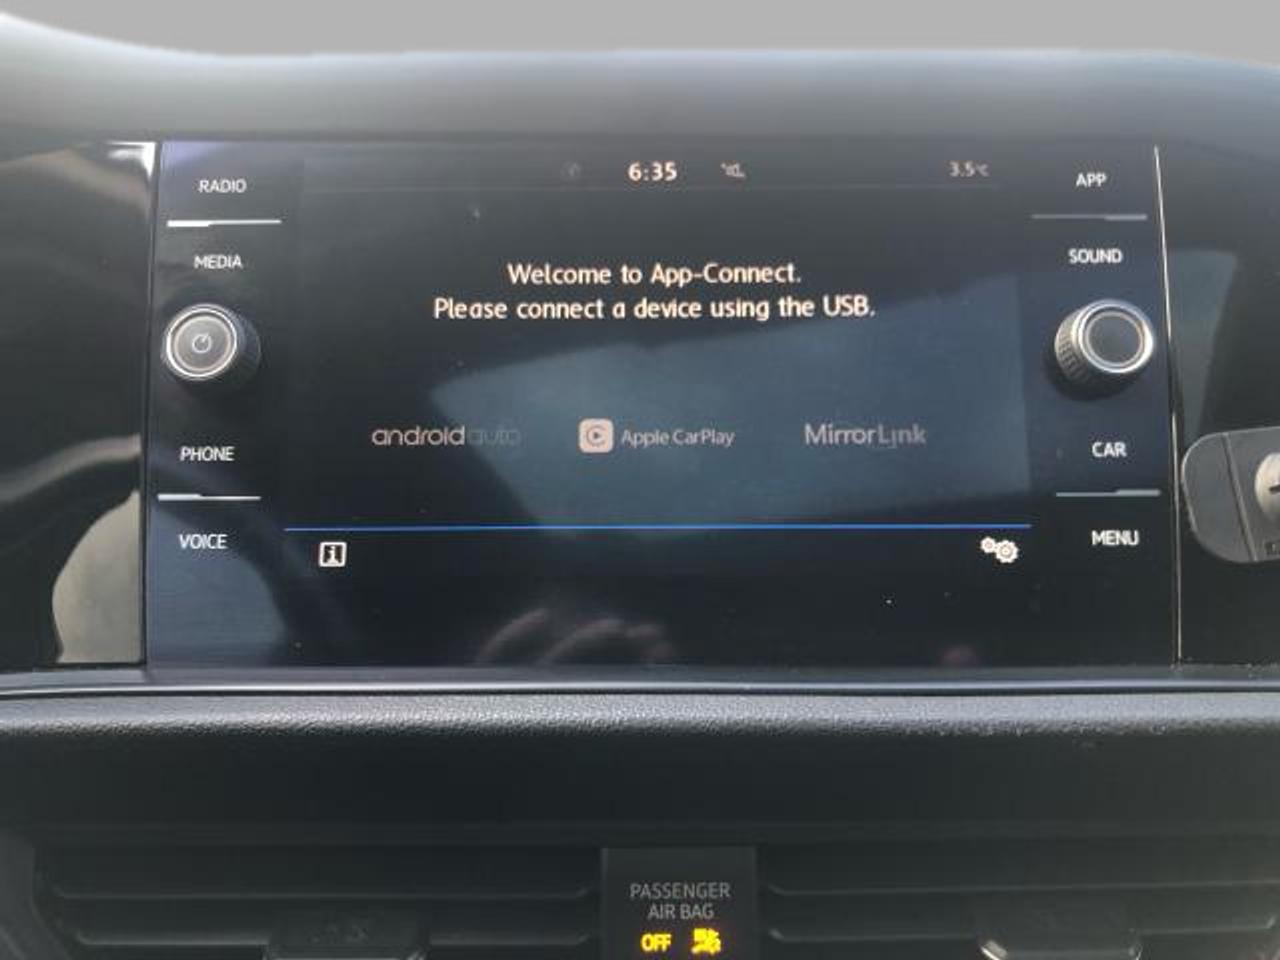 RADIO
MEDIA
PHONE
VOICE
6:35
3.5°C
Welcome to App-Connect.
Please connect a device using the USB.
android auto
Apple CarPlay
MirrorLink
i
APP
SOUND
CAR
MENU
PASSENGER
AIR BAG
OFF